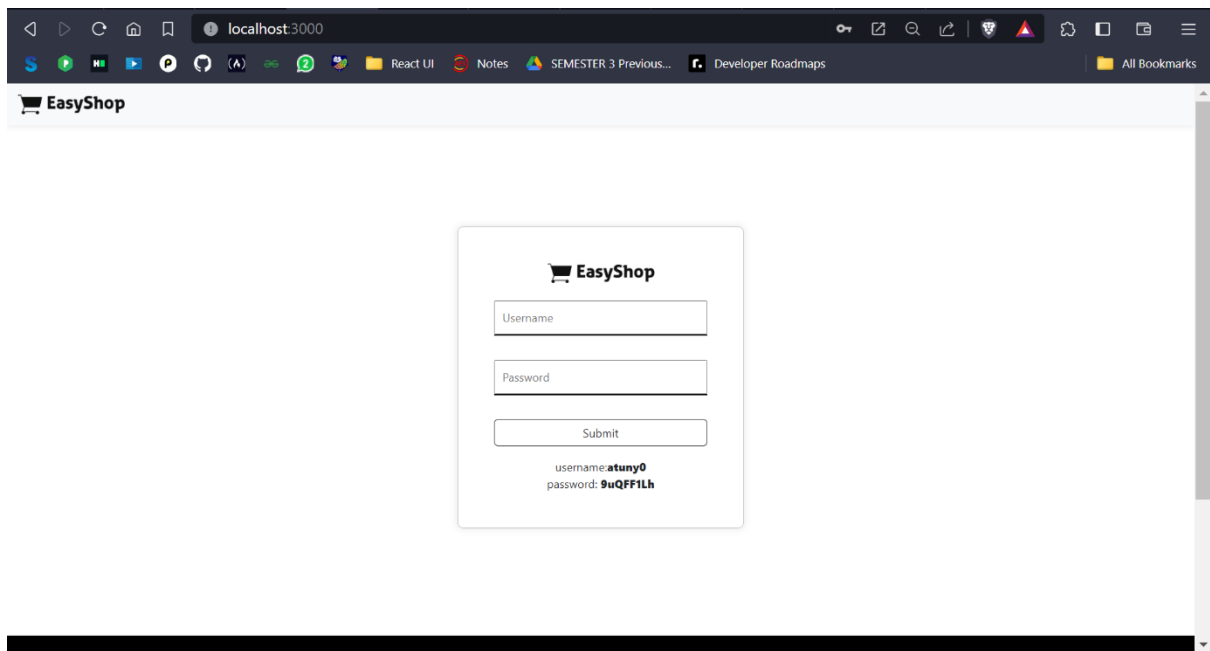 localhost:3000
React UI Notes SEMESTER 3 Previous... Developer Roadmaps All Bookmarks
EasyShop
EasyShop
Username
Password
Submit
username:atuny0
password: 9uQFF1Lh